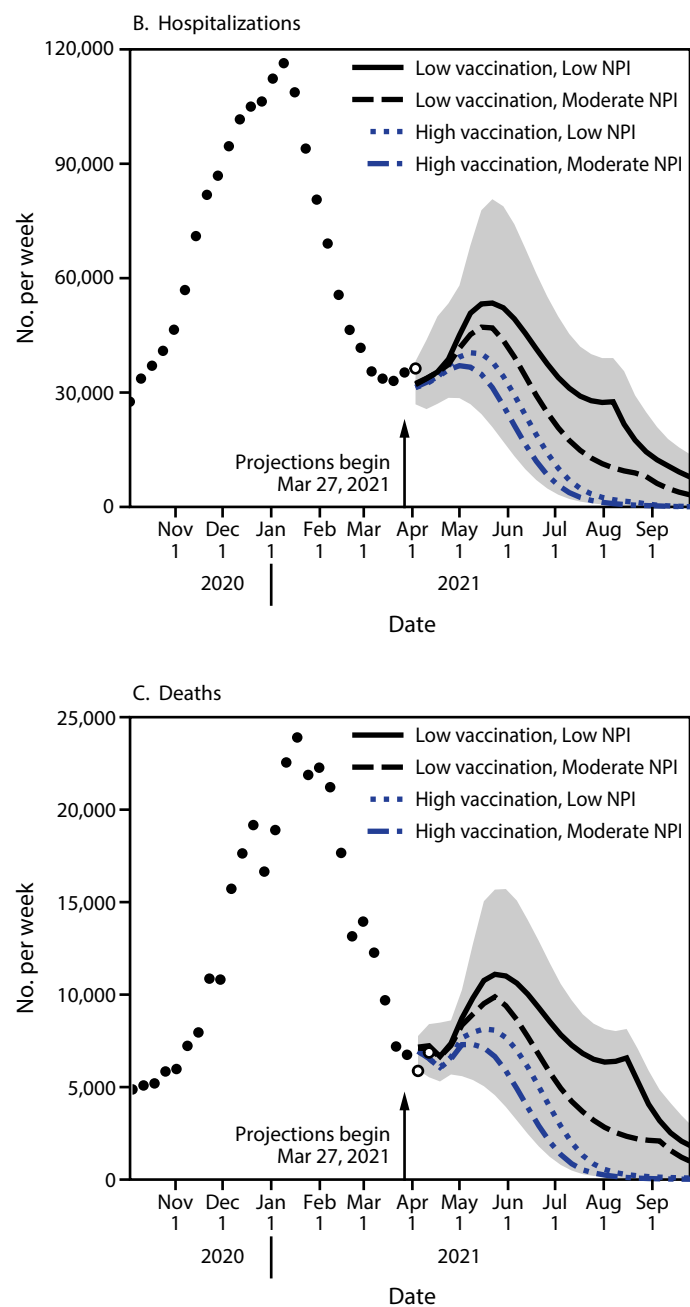 B. Hospitalizations
120,000
90,000
60,000
30,000
0
No. per week
Low vaccination, Low NPI
Low vaccination, Moderate NPI
High vaccination, Low NPI
High vaccination, Moderate NPI
Projections begin
Mar 27, 2021
Nov Dec Jan Feb Mar Apr May Jun Jul Aug Sep
1 1 1 1 1 1 1 1 1 1 1
2020 2021
Date
C. Deaths
25,000
20,000
15,000
10,000
5,000
0
No. per week
Low vaccination, Low NPI
Low vaccination, Moderate NPI
High vaccination, Low NPI
High vaccination, Moderate NPI
Projections begin
Mar 27, 2021
Nov Dec Jan Feb Mar Apr May Jun Jul Aug Sep
1 1 1 1 1 1 1 1 1 1 1
2020 2021
Date